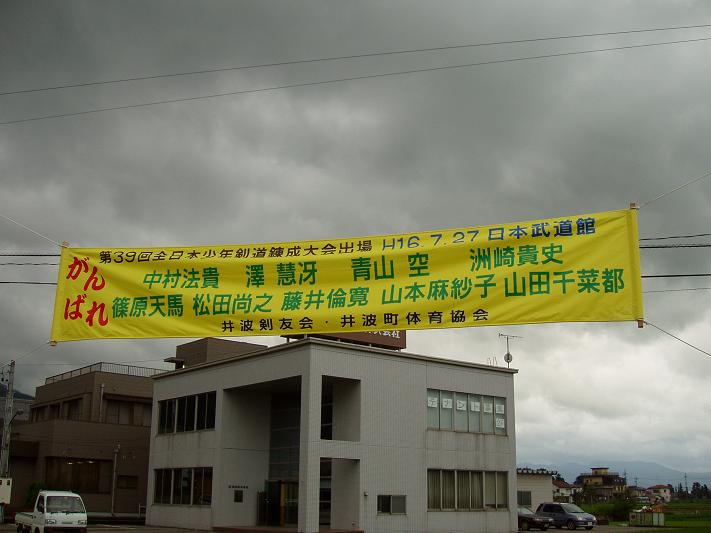 第39回全日本少年剣道錬成大会出場 H16.7.27 日本武道館
がんばれ
中村法貴 澤 慧冴 青山 空 洲崎貴史
篠原天馬 松田尚之 藤井倫寛 山本麻紗子 山田千菜都
井波剣友会・井波町体育協会